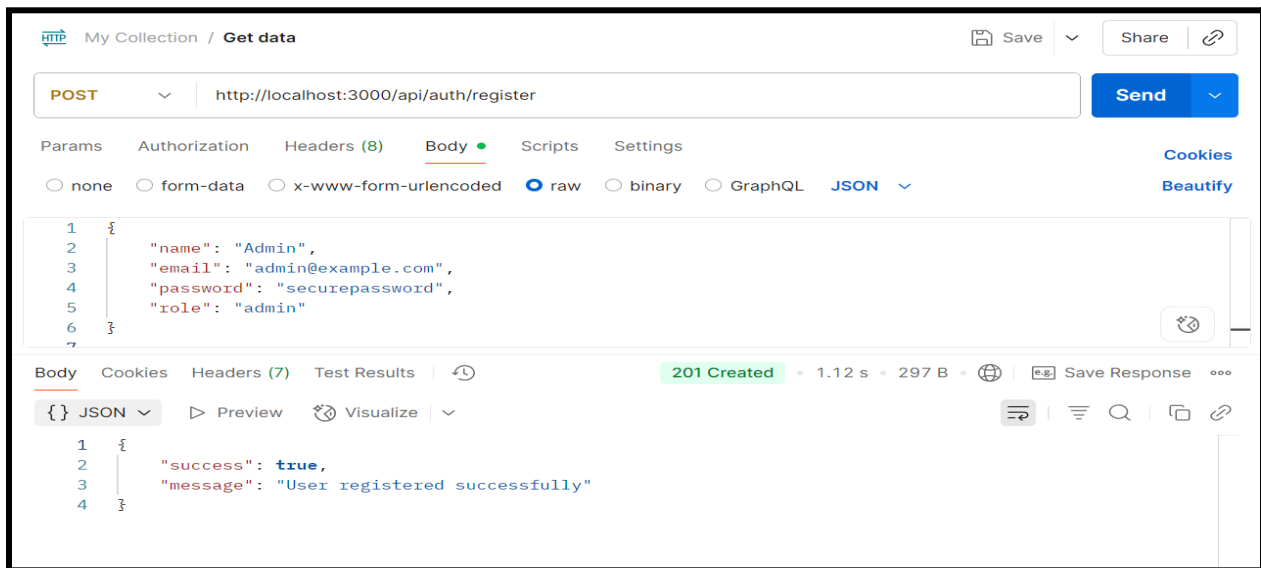 HTTP My Collection / Get data Save Share
POST http://localhost:3000/api/auth/register Send
Params Authorization Headers (8) Body Scripts Settings Cookies
none form-data x-www-form-urlencoded raw binary GraphQL JSON Beautify
1 {
2 "name": "Admin",
3 "email": "admin@example.com",
4 "password": "securepassword",
5 "role": "admin"
6 }
7
Body Cookies Headers (7) Test Results 201 Created • 1.12 s • 297 B • e.g. Save Response
{} JSON Preview Visualize
1 {
2 "success": true,
3 "message": "User registered successfully"
4 }